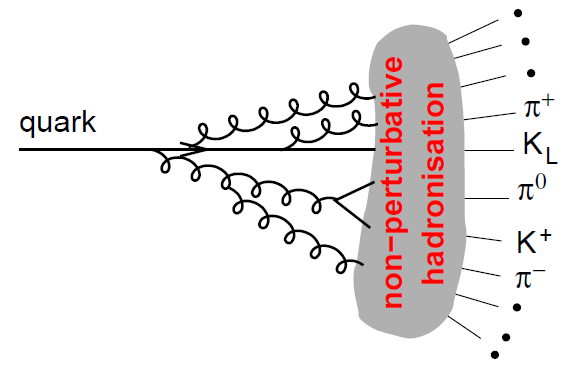 quark
non-perturbative
hadronisation
π+
KL
π0
K+
π−